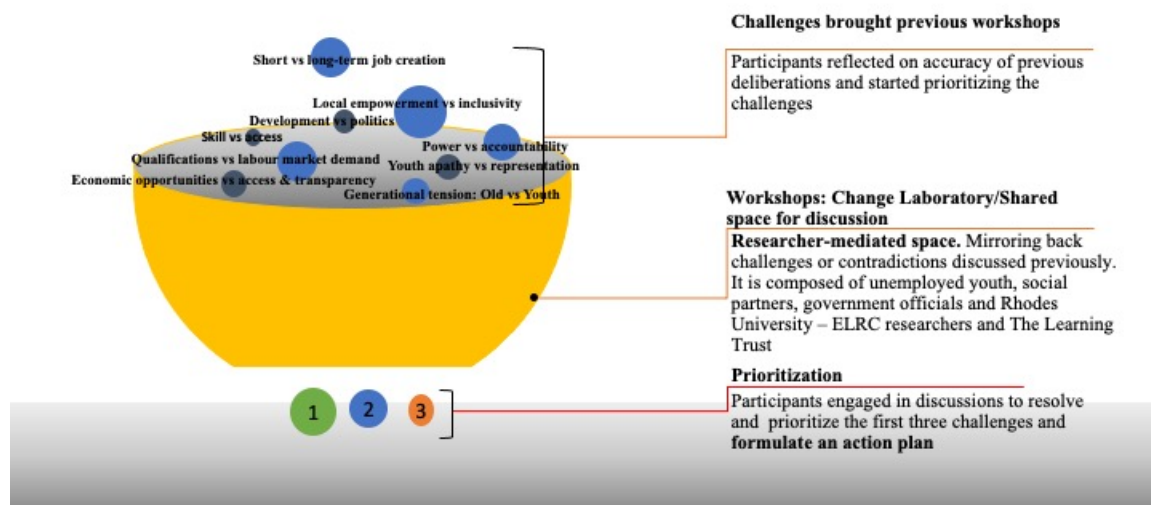 Short vs long-term job creation
Local empowerment vs inclusivity
Development vs politics
Skill vs access
Power vs accountability
Qualifications vs labour market demand
Youth apathy vs representation
Economic opportunities vs access & transparency
Generational tension: Old vs Youth
1
2
3
Challenges brought previous workshops
Participants reflected on accuracy of previous
deliberations and started prioritizing the
challenges
Workshops: Change Laboratory/Shared
space for discussion
Researcher-mediated space. Mirroring back
challenges or contradictions discussed previously.
It is composed of unemployed youth, social
partners, government officials and Rhodes
University – ELRC researchers and The Learning
Trust
Prioritization
Participants engaged in discussions to resolve
and prioritize the first three challenges and
formulate an action plan